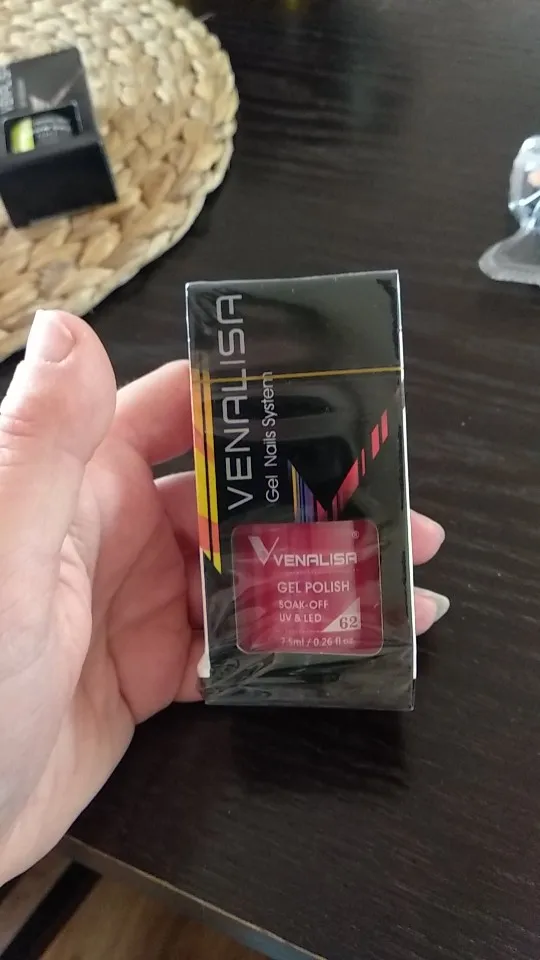 VENALISA
Gel Nails System
VENALISA®
GEL POLISH
SOAK-OFF
UV & LED
62
7.5ml / 0.26 fl oz